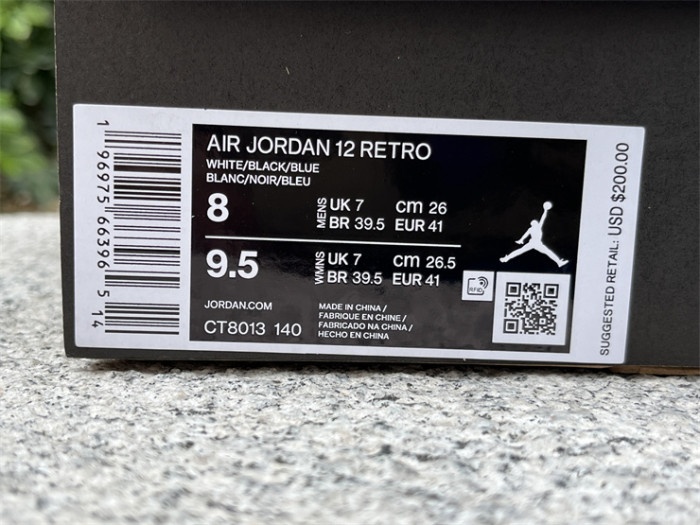 1 96975 66396 5 14
AIR JORDAN 12 RETRO
WHITE/BLACK/BLUE
BLANC/NOIR/BLEU
8
MENS
UK 7 cm 26
BR 39.5 EUR 41
9.5
WMNS
UK 7 cm 26.5
BR 39.5 EUR 41
JORDAN.COM
CT8013 140
MADE IN CHINA /
FABRIQUE EN CHINE /
FABRICADO NA CHINA /
HECHO EN CHINA
RFID
SUGGESTED RETAIL: USD $200.00